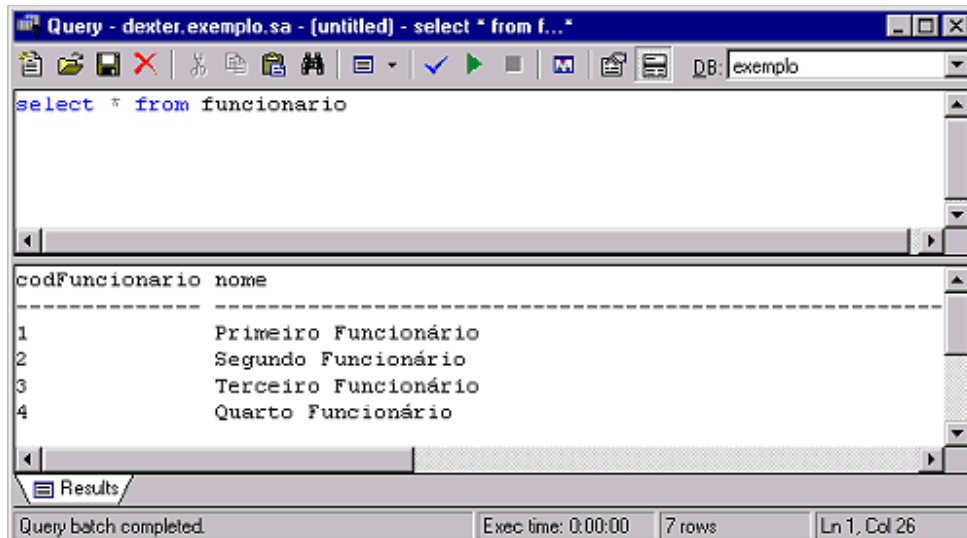 Query - dexter.exemplo.sa - (untitled) - select * from f...*
DB: exemplo
select * from funcionario
codFuncionario nome
-------------- ------------------------------------------------------
1 Primeiro Funcionário
2 Segundo Funcionário
3 Terceiro Funcionário
4 Quarto Funcionário
Results
Query batch completed. Exec time: 0:00:00 7 rows Ln 1, Col 26